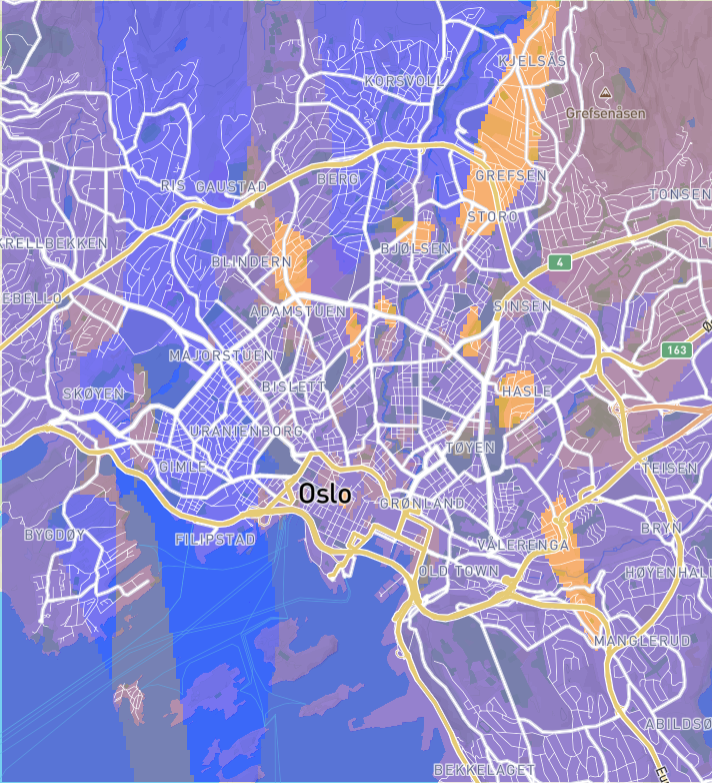 KJELSÅS
KORSVOLL
Grefsenåsen
RIS
GAUSTAD
BERG
GREFSEN
TONSEN
STORO
KRELLBEKKEN
BJØLSEN
BLINDERN
4
EBELLO
ADAMSTUEN
SINSEN
163
MAJORSTUEN
BISLETT
HASLE
SKØYEN
URANIENBORG
TØYEN
GIMLE
TEISEN
Oslo
GRØNLAND
BYGDØY
FILIPSTAD
VÅLERENGA
BRYN
OLD TOWN
HØYENHALL
MANGLERUD
ABILDSØ
BEKKELAGET